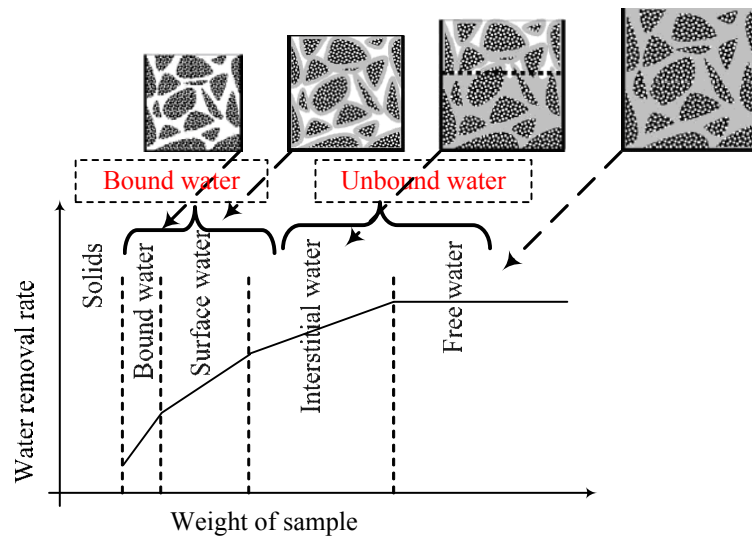 Bound water
Unbound water
Water removal rate
Solids
Bound water
Surface water
Interstitial water
Free water
Weight of sample